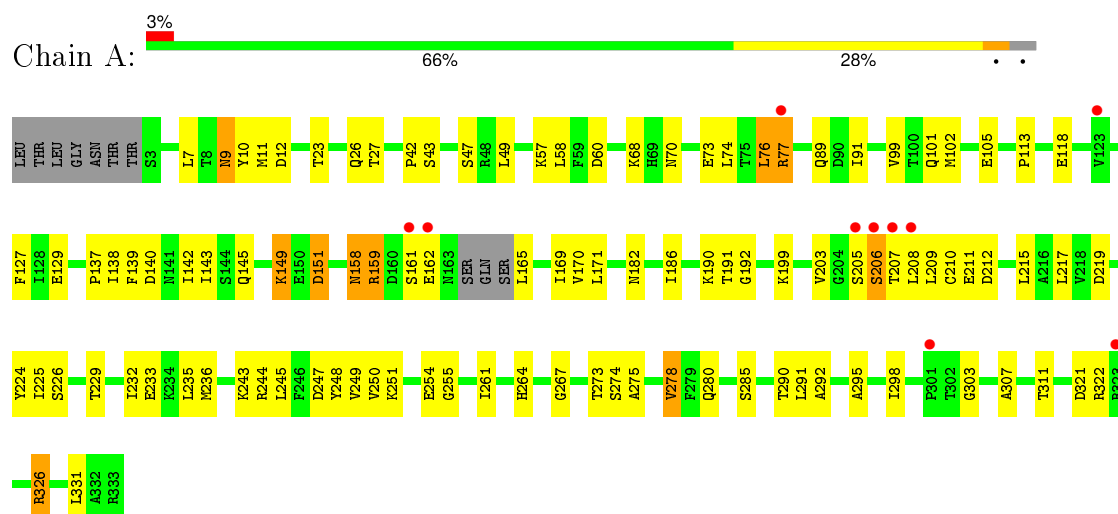 3%
Chain A:
66% 28% • •
LEU THR LEU GLY ASN THR THR S3 L7 T8 N9 Y10 M11 D12 T23 Q26 T27 P42 S43 S47 R48 L49 K57 L58 F59 D60 K68 H69 N70 E73 L74 T75 L76 R77 Q89 D90 I91 V99 T100 Q101 M102 E105 P113 E118 V123
F127 I128 E129 P137 I138 F139 D140 N141 I142 I143 S144 Q145 K149 E150 D151 N158 R159 D160 S161 E162 N163 SER GLN SER L165 I169 V170 L171 N182 I186 K190 T191 G192 K199 V203 G204 S205 S206 T207 L208 L209 C210 E211 D212 L215 A216 L217 V218 D219
Y224 I225 S226 T229 I232 E233 K234 L235 M236 K243 R244 L245 F246 D247 Y248 V249 V250 K251 E254 G255 I261 H264 G267 T273 S274 A275 V278 F279 Q280 S285 T290 L291 A292 A295 I298 P301 T302 G303 A307 T311 D321 R322
R326 L331 A332 R333